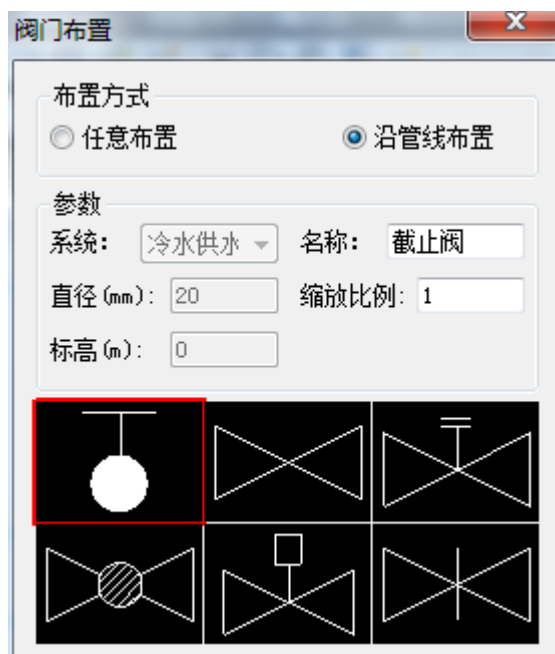 阀门布置
布置方式
任意布置 沿管线布置
参数
系统: 冷水供水 名称: 截止阀
直径(mm): 20 缩放比例: 1
标高(m): 0